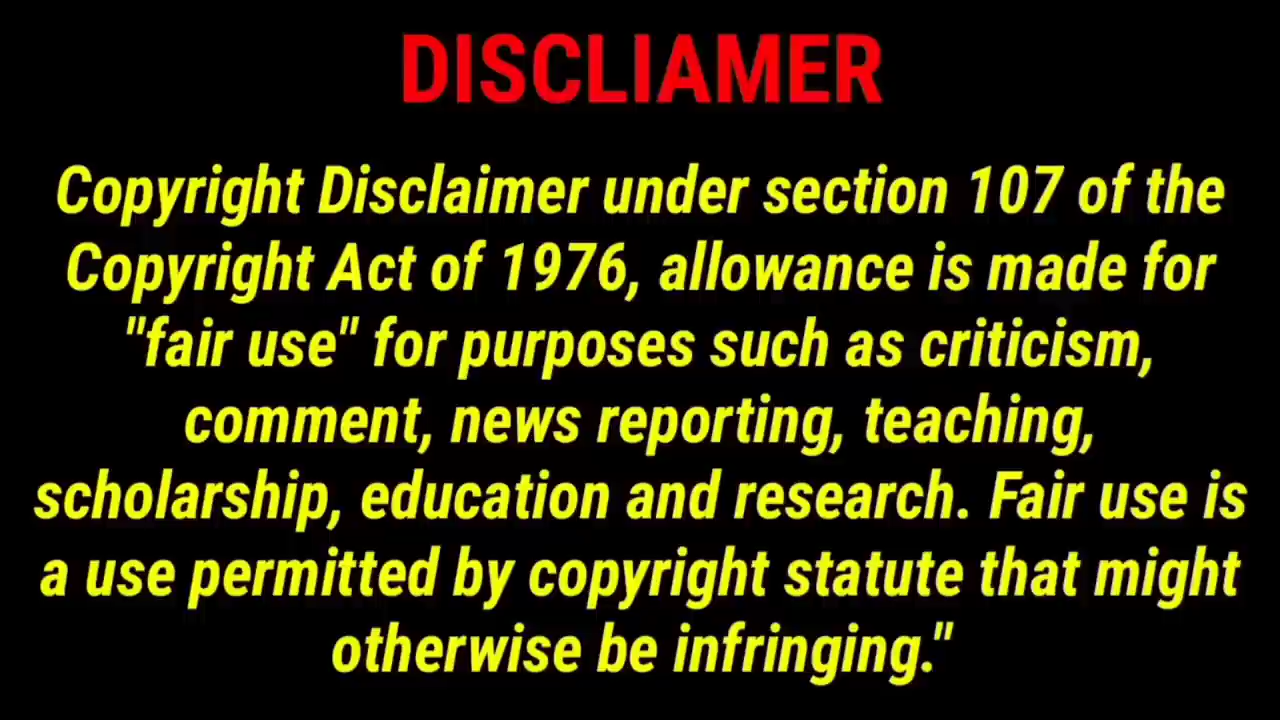 DISCLIAMER
Copyright Disclaimer under section 107 of the
Copyright Act of 1976, allowance is made for
"fair use" for purposes such as criticism,
comment, news reporting, teaching,
scholarship, education and research. Fair use is
a use permitted by copyright statute that might
otherwise be infringing."